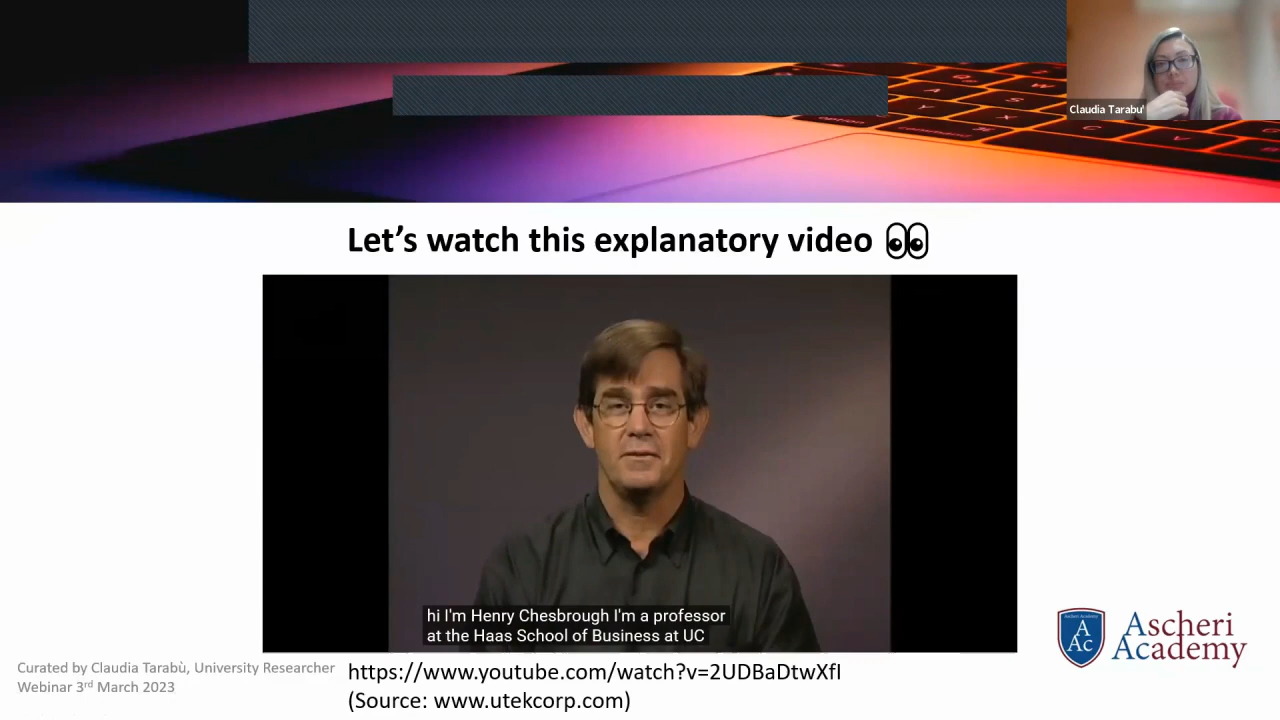 Claudia Tarabu'
Let's watch this explanatory video 👀
hi I'm Henry Chesbrough I'm a professor
at the Haas School of Business at UC
Ascheri
Academy
Curated by Claudia Tarabù, University Researcher
Webinar 3rd March 2023
https://www.youtube.com/watch?v=2UDBaDtwXfI
(Source: www.utekcorp.com)